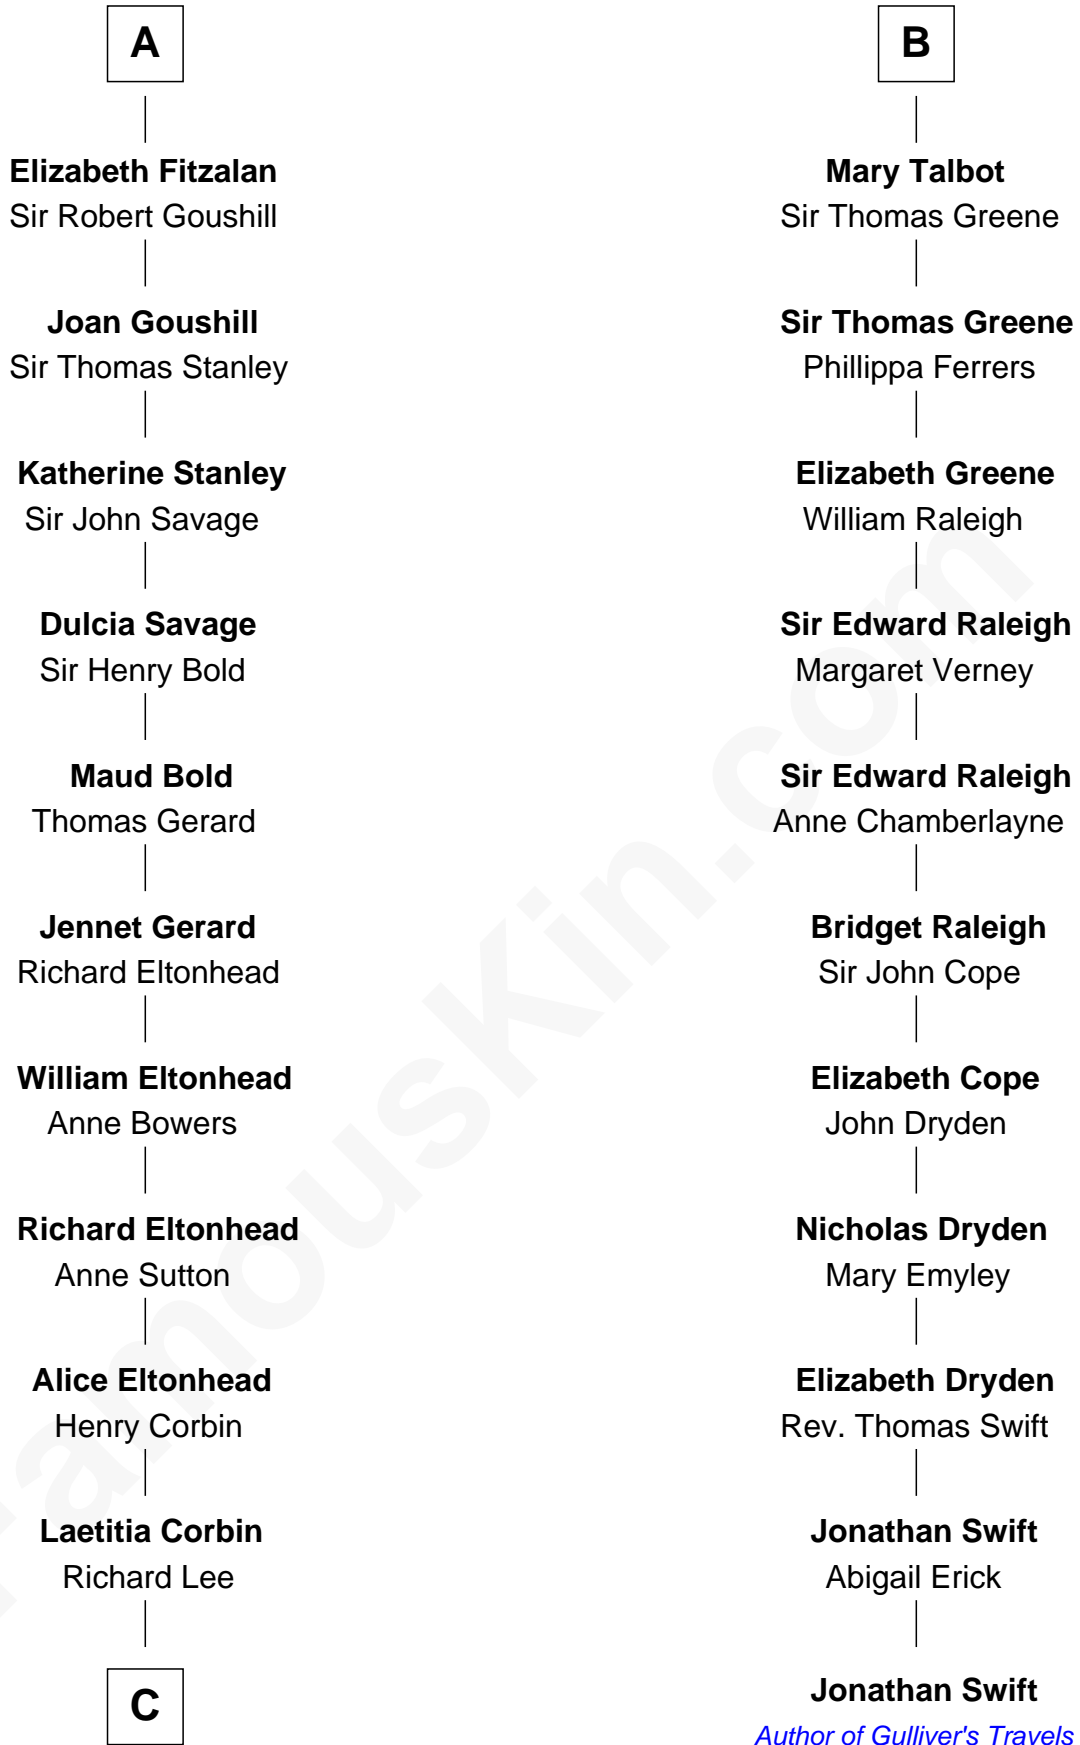 A
Elizabeth Fitzalan
Sir Robert Goushill
Joan Goushill
Sir Thomas Stanley
Katherine Stanley
Sir John Savage
Dulcia Savage
Sir Henry Bold
Maud Bold
Thomas Gerard
Jennet Gerard
Richard Eltonhead
William Eltonhead
Anne Bowers
Richard Eltonhead
Anne Sutton
Alice Eltonhead
Henry Corbin
Laetitia Corbin
Richard Lee
C
B
Mary Talbot
Sir Thomas Greene
Sir Thomas Greene
Phillippa Ferrers
Elizabeth Greene
William Raleigh
Sir Edward Raleigh
Margaret Verney
Sir Edward Raleigh
Anne Chamberlayne
Bridget Raleigh
Sir John Cope
Elizabeth Cope
John Dryden
Nicholas Dryden
Mary Emyley
Elizabeth Dryden
Rev. Thomas Swift
Jonathan Swift
Abigail Erick
Jonathan Swift
Author of Gulliver's Travels
FamousKin.com